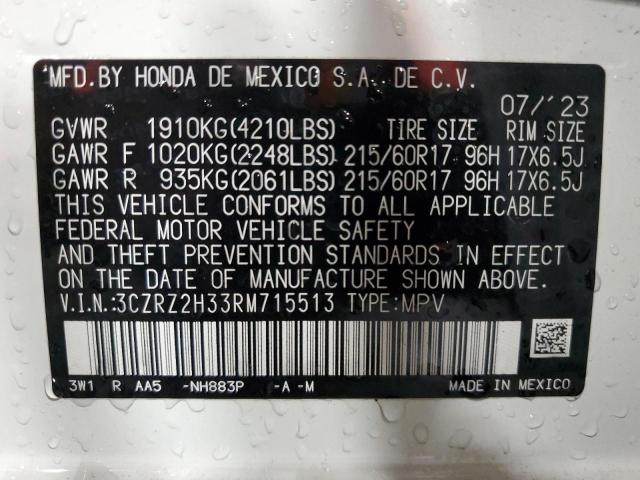 MFD. BY HONDA DE MEXICO S.A. DE C.V.
07/'23
GVWR 1910KG(4210LBS) TIRE SIZE RIM SIZE
GAWR F 1020KG(2248LBS) 215/60R17 96H 17X6.5J
GAWR R 935KG(2061LBS) 215/60R17 96H 17X6.5J
THIS VEHICLE CONFORMS TO ALL APPLICABLE
FEDERAL MOTOR VEHICLE SAFETY
AND THEFT PREVENTION STANDARDS IN EFFECT
ON THE DATE OF MANUFACTURE SHOWN ABOVE.
V.I.N.:3CZRZ2H33RM715513 TYPE:MPV
3W1 R AA5 -NH883P -A -M MADE IN MEXICO